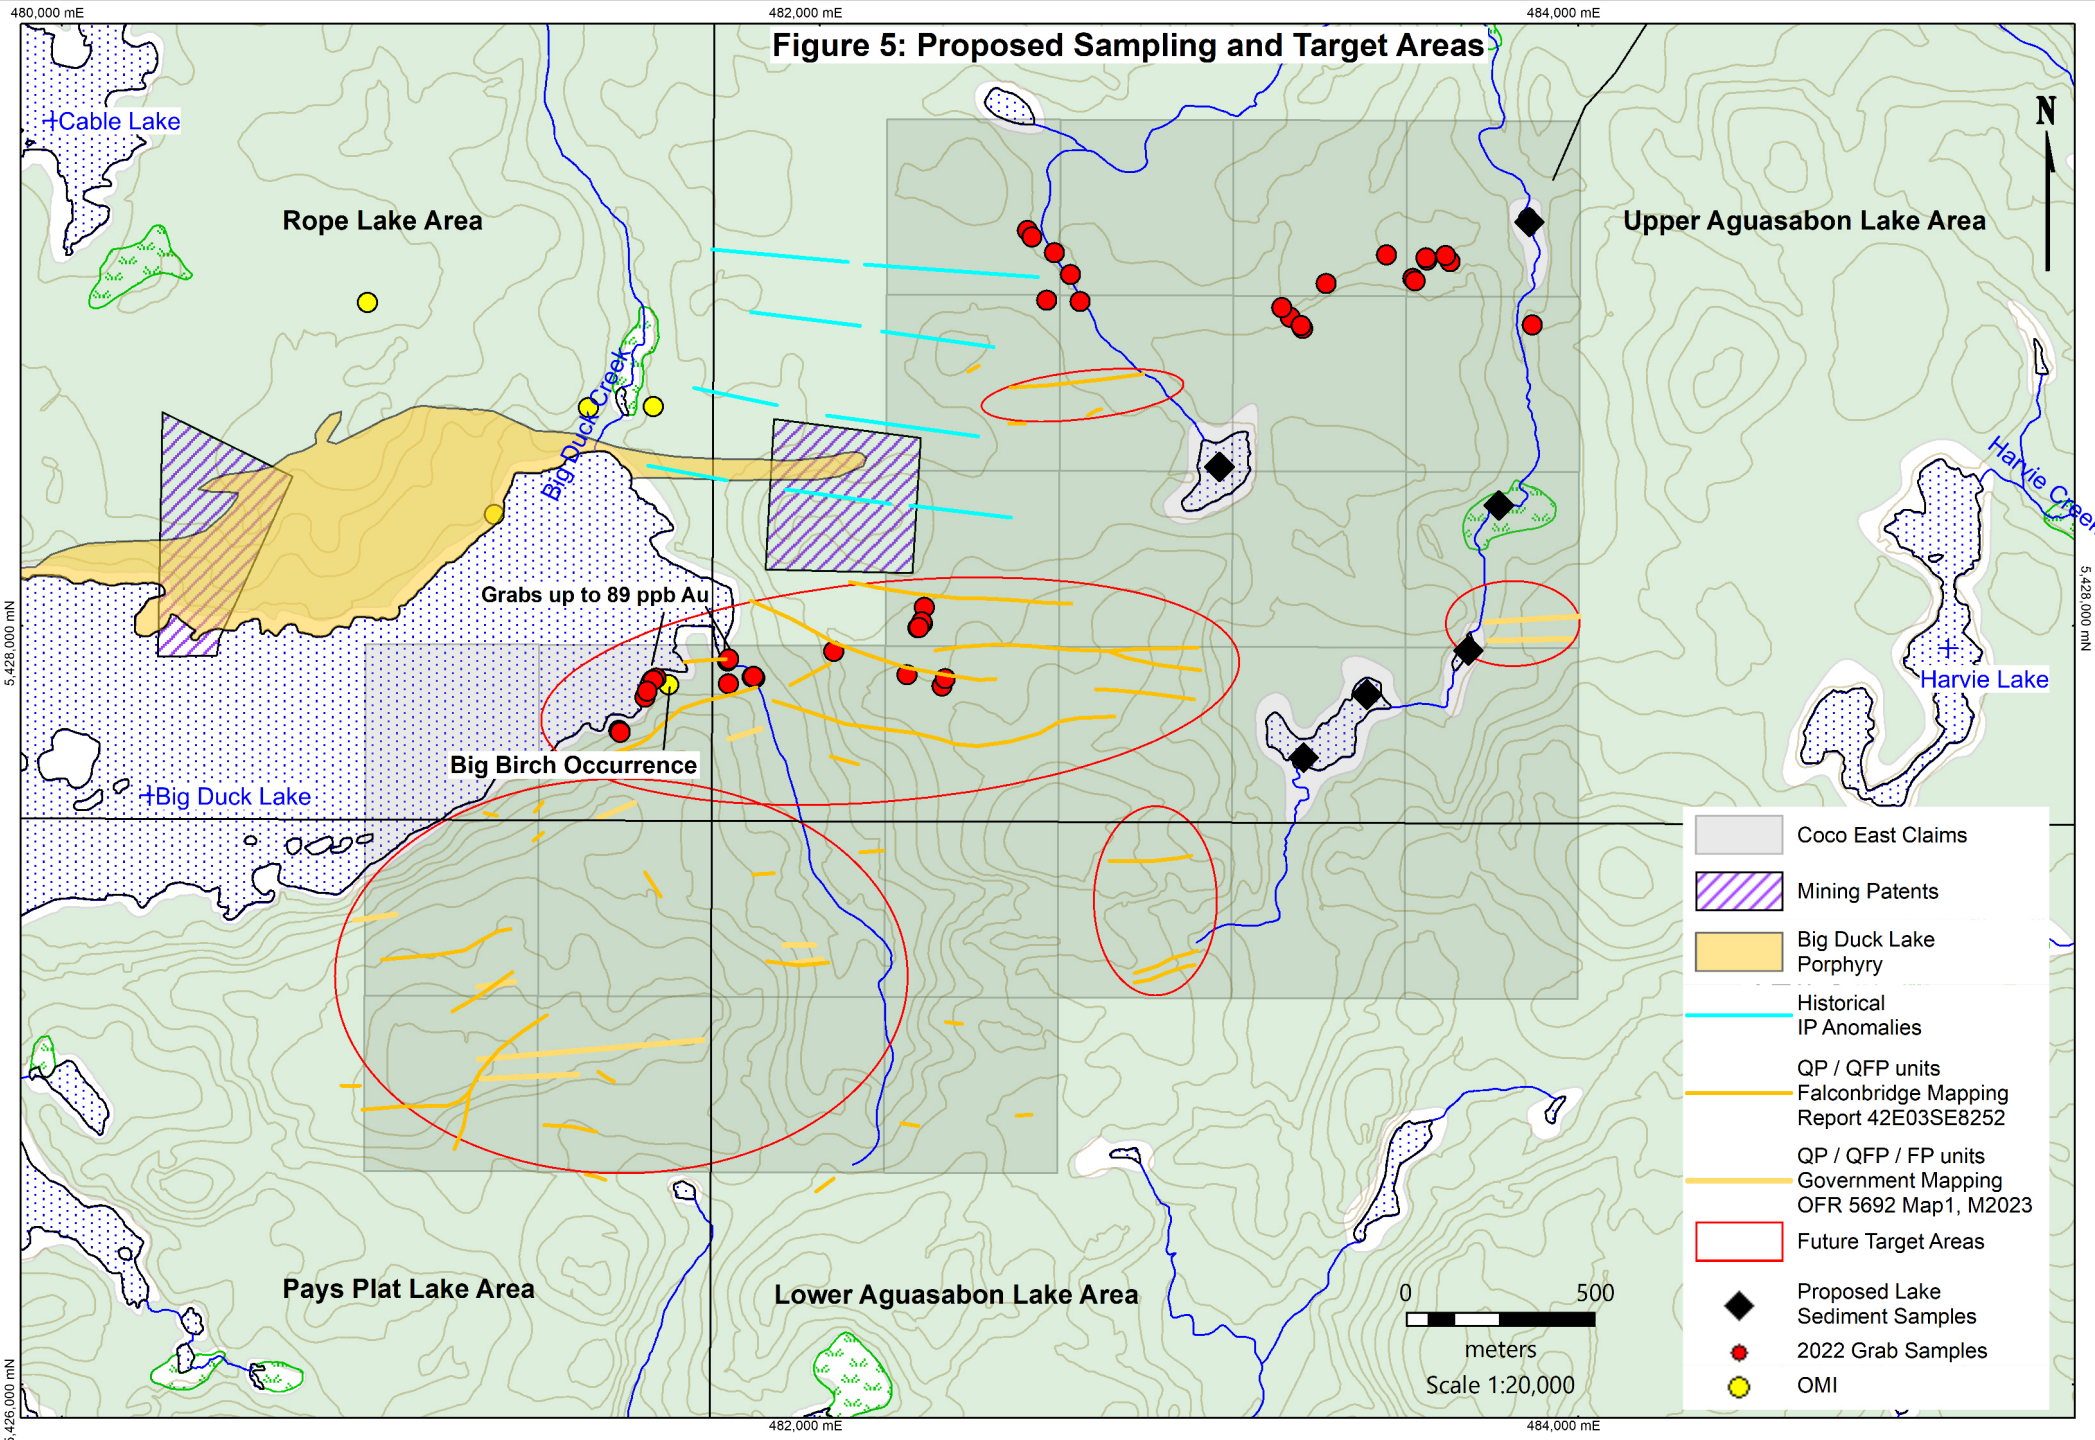 480,000 mE
482,000 mE
484,000 mE
Figure 5: Proposed Sampling and Target Areas
Cable Lake
N
Rope Lake Area
Upper Aguasabon Lake Area
Big Duck Creek
Harvie Creek
5,428,000 mN
5,428,000 mN
Grabs up to 89 ppb Au
Harvie Lake
Big Birch Occurrence
Big Duck Lake
Coco East Claims
Mining Patents
Big Duck Lake
Porphyry
Historical
IP Anomalies
QP / QFP units
Falconbridge Mapping
Report 42E03SE8252
QP / QFP / FP units
Government Mapping
OFR 5692 Map1, M2023
Future Target Areas
Proposed Lake
Sediment Samples
2022 Grab Samples
OMI
Pays Plat Lake Area
Lower Aguasabon Lake Area
0 500
meters
Scale 1:20,000
5,426,000 mN
482,000 mE
484,000 mE